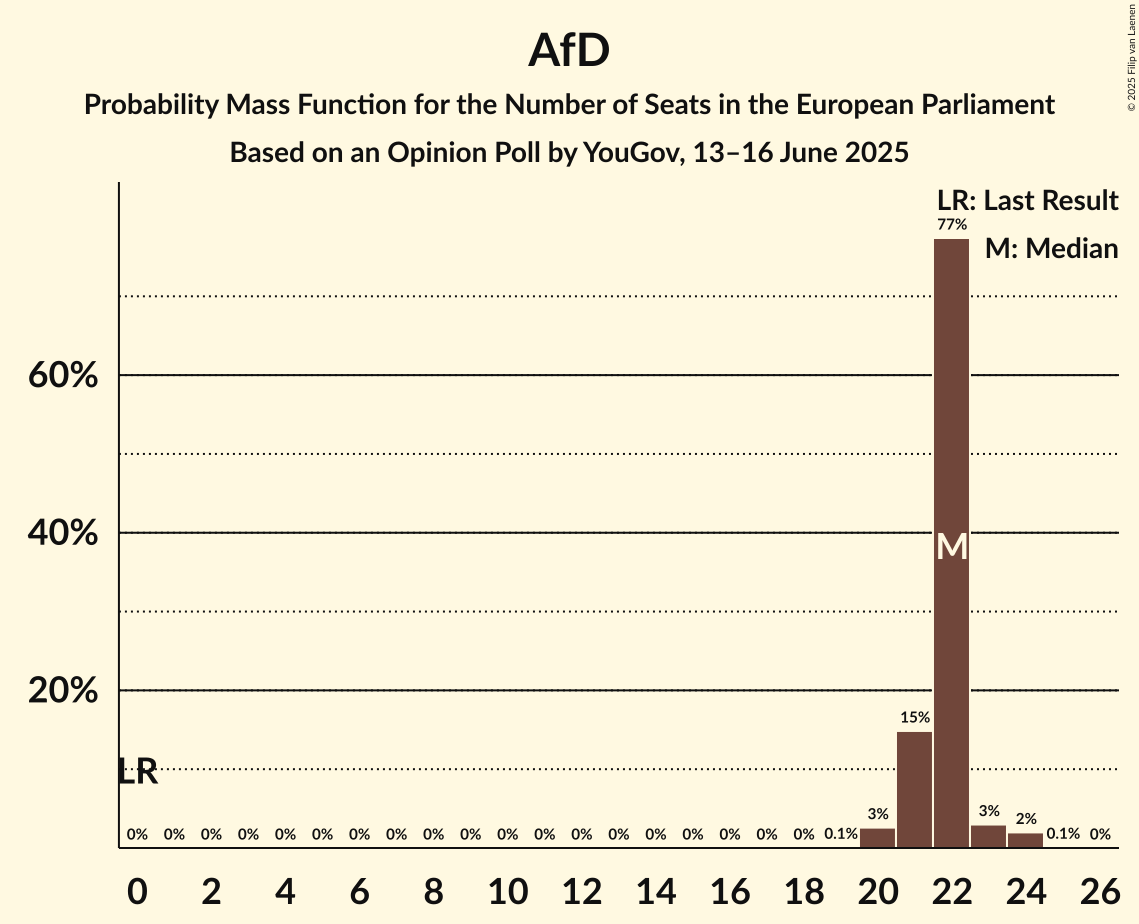 AfD
Probability Mass Function for the Number of Seats in the European Parliament
Based on an Opinion Poll by YouGov, 13–16 June 2025
© 2025 Filip van Laenen
LR: Last Result
M: Median
77%
60%
40%
M
20%
15%
LR
0% 0% 0% 0% 0% 0% 0% 0% 0% 0% 0% 0% 0% 0% 0% 0% 0% 0% 0% 0.1% 3% 3% 2% 0.1% 0%
0 2 4 6 8 10 12 14 16 18 20 22 24 26